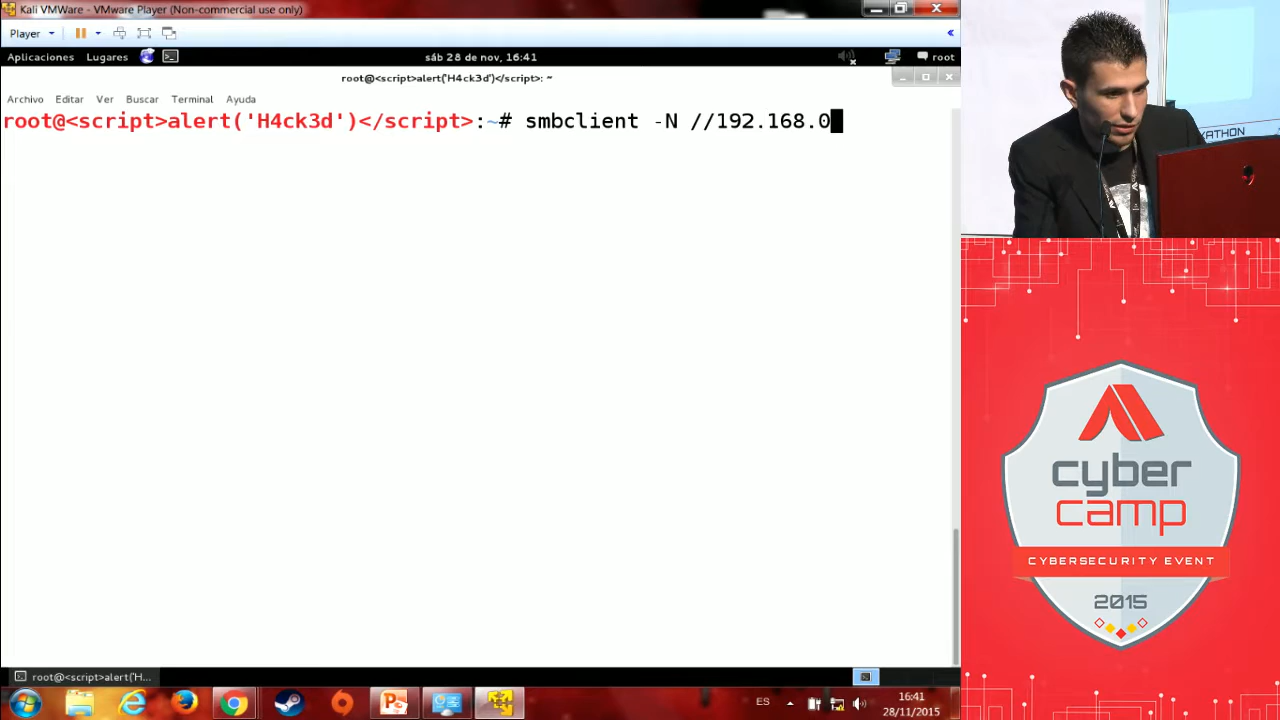 Kali VMWare - VMware Player (Non-commercial use only)
Player
Aplicaciones Lugares
sáb 28 de nov, 16:41
root
root@<script>alert('H4ck3d')</script>: ~
Archivo Editar Ver Buscar Terminal Ayuda
root@<script>alert('H4ck3d')</script>:~# smbclient -N //192.168.0
root@<script>alert('H...
ES
16:41
28/11/2015
cyber
camp
CYBERSECURITY EVENT
2015